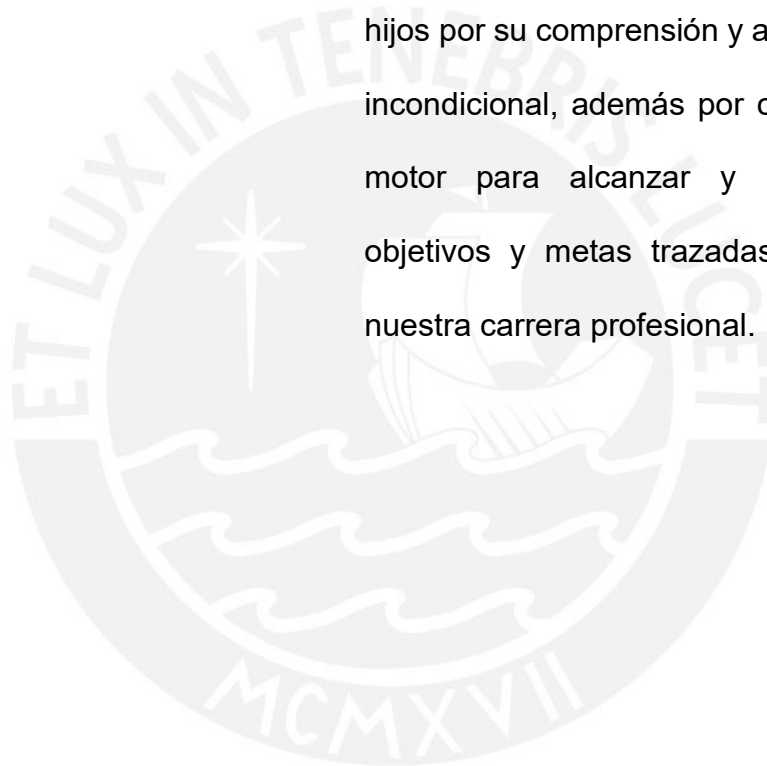 hijos por su comprensión y
incondicional, además por
motor para alcanzar y
objetivos y metas trazadas
nuestra carrera profesional.
ET LUX IN TENEBRIS LUCET
MCMXVII